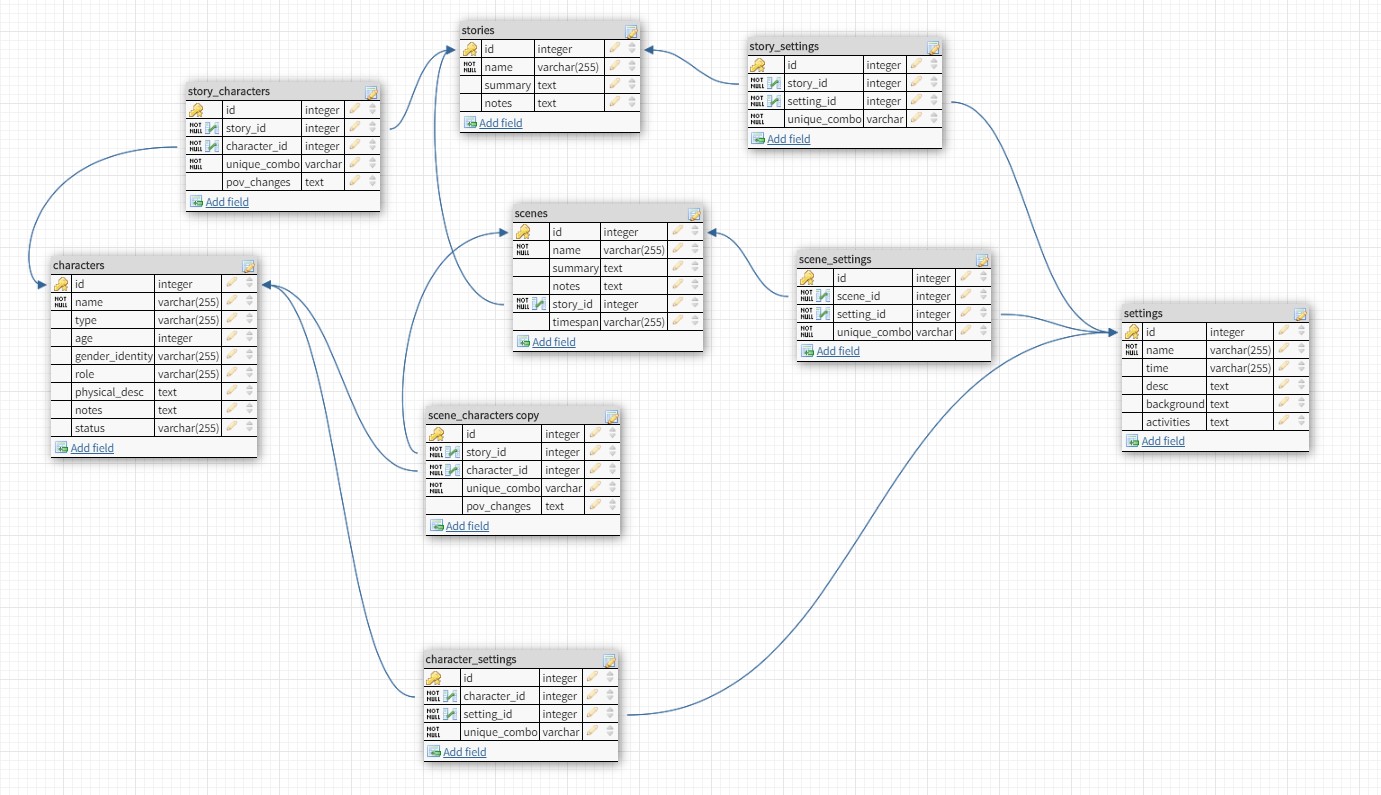 stories
id integer
NOT NULL name varchar(255)
summary text
notes text
Add field
story_settings
id integer
NOT NULL story_id integer
NOT NULL setting_id integer
NOT NULL unique_combo varchar
Add field
story_characters
id integer
NOT NULL story_id integer
NOT NULL character_id integer
NOT NULL unique_combo varchar
pov_changes text
Add field
scenes
id integer
NOT NULL name varchar(255)
summary text
notes text
NOT NULL story_id integer
timespan varchar(255)
Add field
characters
id integer
NOT NULL name varchar(255)
type varchar(255)
age integer
gender_identity varchar(255)
role varchar(255)
physical_desc text
notes text
status varchar(255)
Add field
scene_settings
id integer
NOT NULL scene_id integer
NOT NULL setting_id integer
NOT NULL unique_combo varchar
Add field
settings
id integer
NOT NULL name varchar(255)
time varchar(255)
desc text
background text
activities text
Add field
scene_characters copy
id integer
NOT NULL story_id integer
NOT NULL character_id integer
NOT NULL unique_combo varchar
pov_changes text
Add field
character_settings
id integer
NOT NULL character_id integer
NOT NULL setting_id integer
NOT NULL unique_combo varchar
Add field